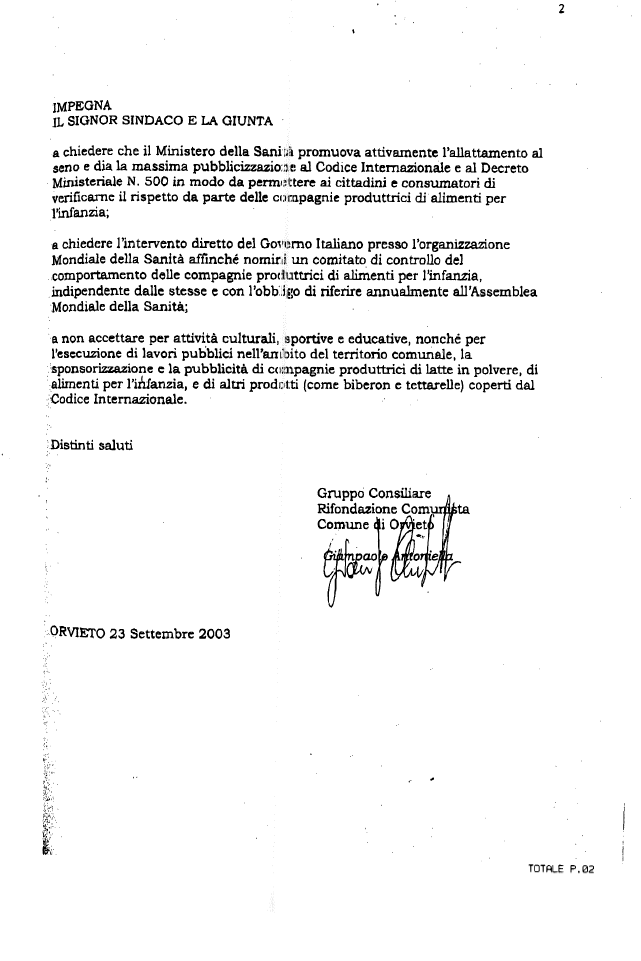 2
IMPEGNA
IL SIGNOR SINDACO E LA GIUNTA
a chiedere che il Ministero della Sanità promuova attivamente l'allattamento al
seno e dia la massima pubblicizzazione al Codice Internazionale e al Decreto
Ministeriale N. 500 in modo da permettere ai cittadini e consumatori di
verificarne il rispetto da parte delle compagnie produttrici di alimenti per
l'infanzia;
a chiedere l'intervento diretto del Governo Italiano presso l'organizzazione
Mondiale della Sanità affinché nomini un comitato di controllo del
comportamento delle compagnie produttrici di alimenti per l'infanzia,
indipendente dalle stesse e con l'obbligo di riferire annualmente all'Assemblea
Mondiale della Sanità;
a non accettare per attività culturali, sportive e educative, nonché per
l'esecuzione di lavori pubblici nell'ambito del territorio comunale, la
sponsorizzazione e la pubblicità di compagnie produttrici di latte in polvere, di
alimenti per l'infanzia, e di altri prodotti (come biberon e tettarelle) coperti dal
Codice Internazionale.
Distinti saluti
Gruppo Consiliare
Rifondazione Comunista
Comune di Orvieto
Giampaolo Antoniella
ORVIETO 23 Settembre 2003
TOTALE P.02